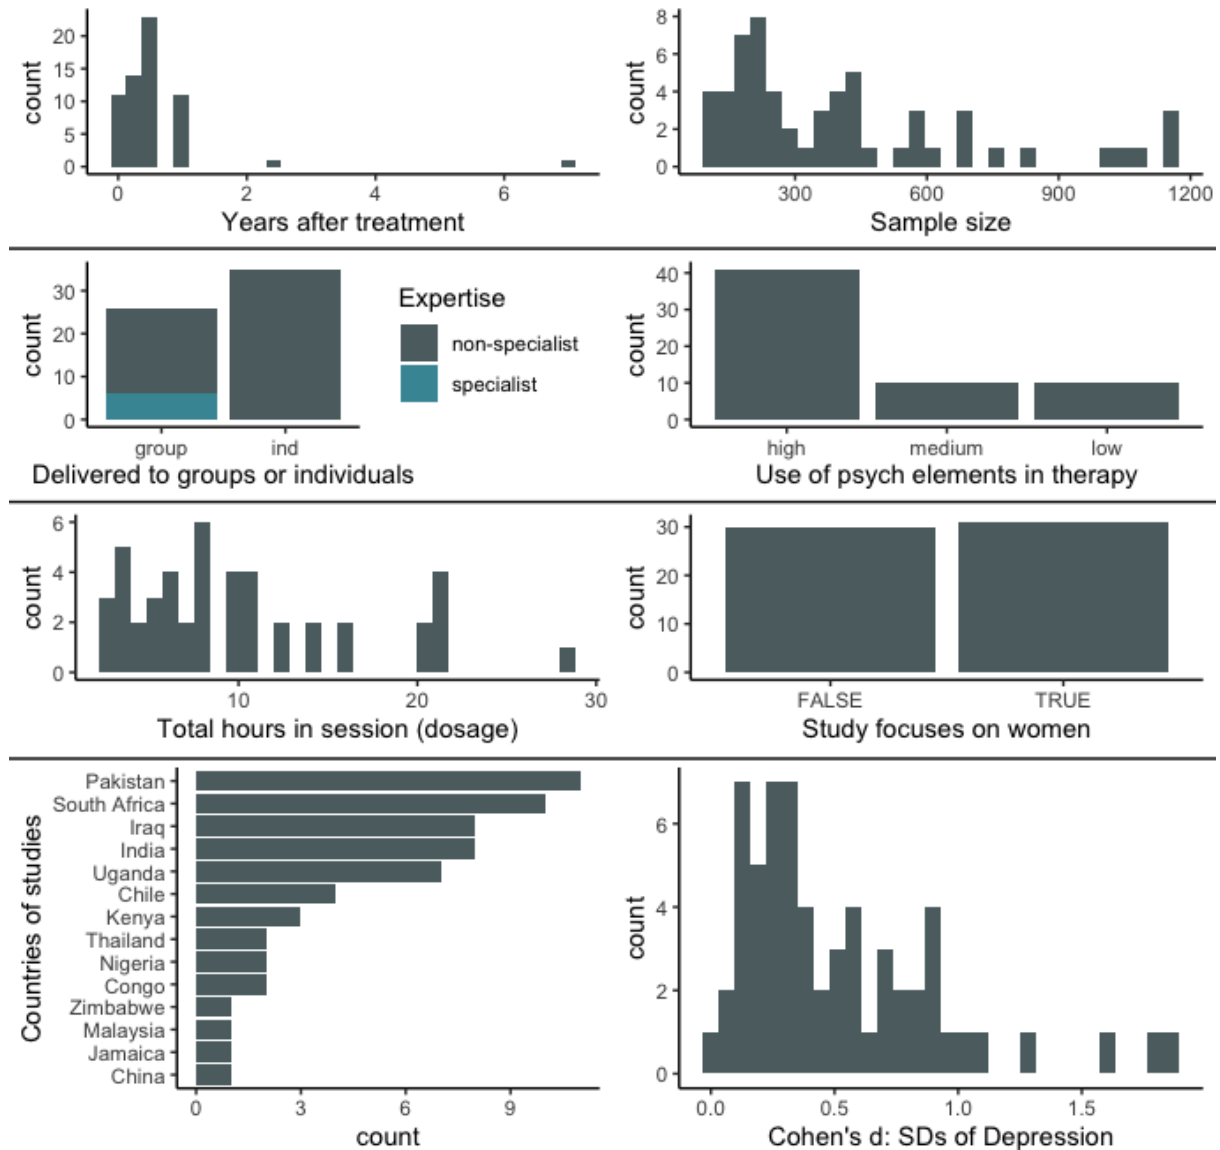 20
15
10
5
0
count
0 2 4 6
Years after treatment
8
6
4
2
0
count
300 600 900 1200
Sample size
30
20
10
0
count
group ind
Delivered to groups or individuals
Expertise
non-specialist
specialist
40
30
20
10
0
count
high medium low
Use of psych elements in therapy
6
4
2
0
count
10 20 30
Total hours in session (dosage)
30
20
10
0
count
FALSE TRUE
Study focuses on women
Countries of studies
Pakistan
South Africa
Iraq
India
Uganda
Chile
Kenya
Thailand
Nigeria
Congo
Zimbabwe
Malaysia
Jamaica
China
0 3 6 9
count
6
4
2
0
count
0.0 0.5 1.0 1.5
Cohen's d: SDs of Depression